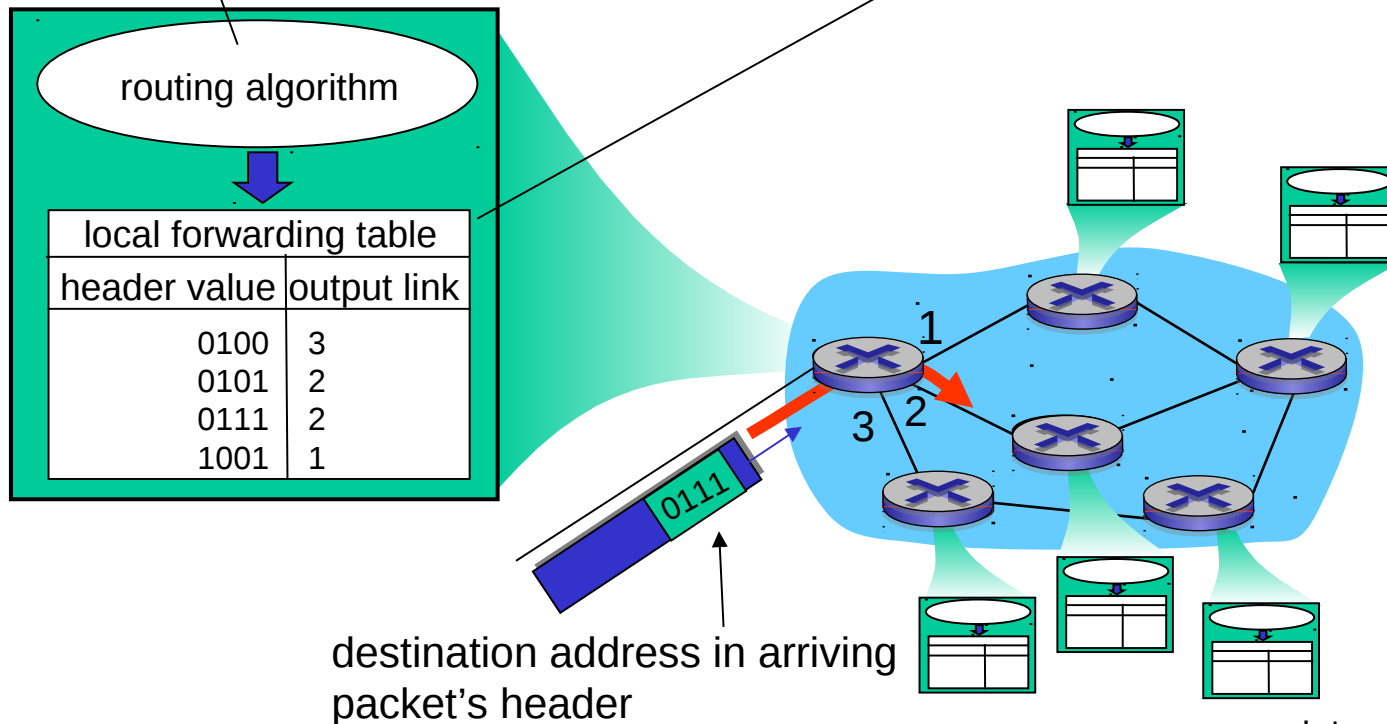 routing algorithm
local forwarding table
header value output link
0100 3
0101 2
0111 2
1001 1
1
2
3
0111
destination address in arriving
packet's header